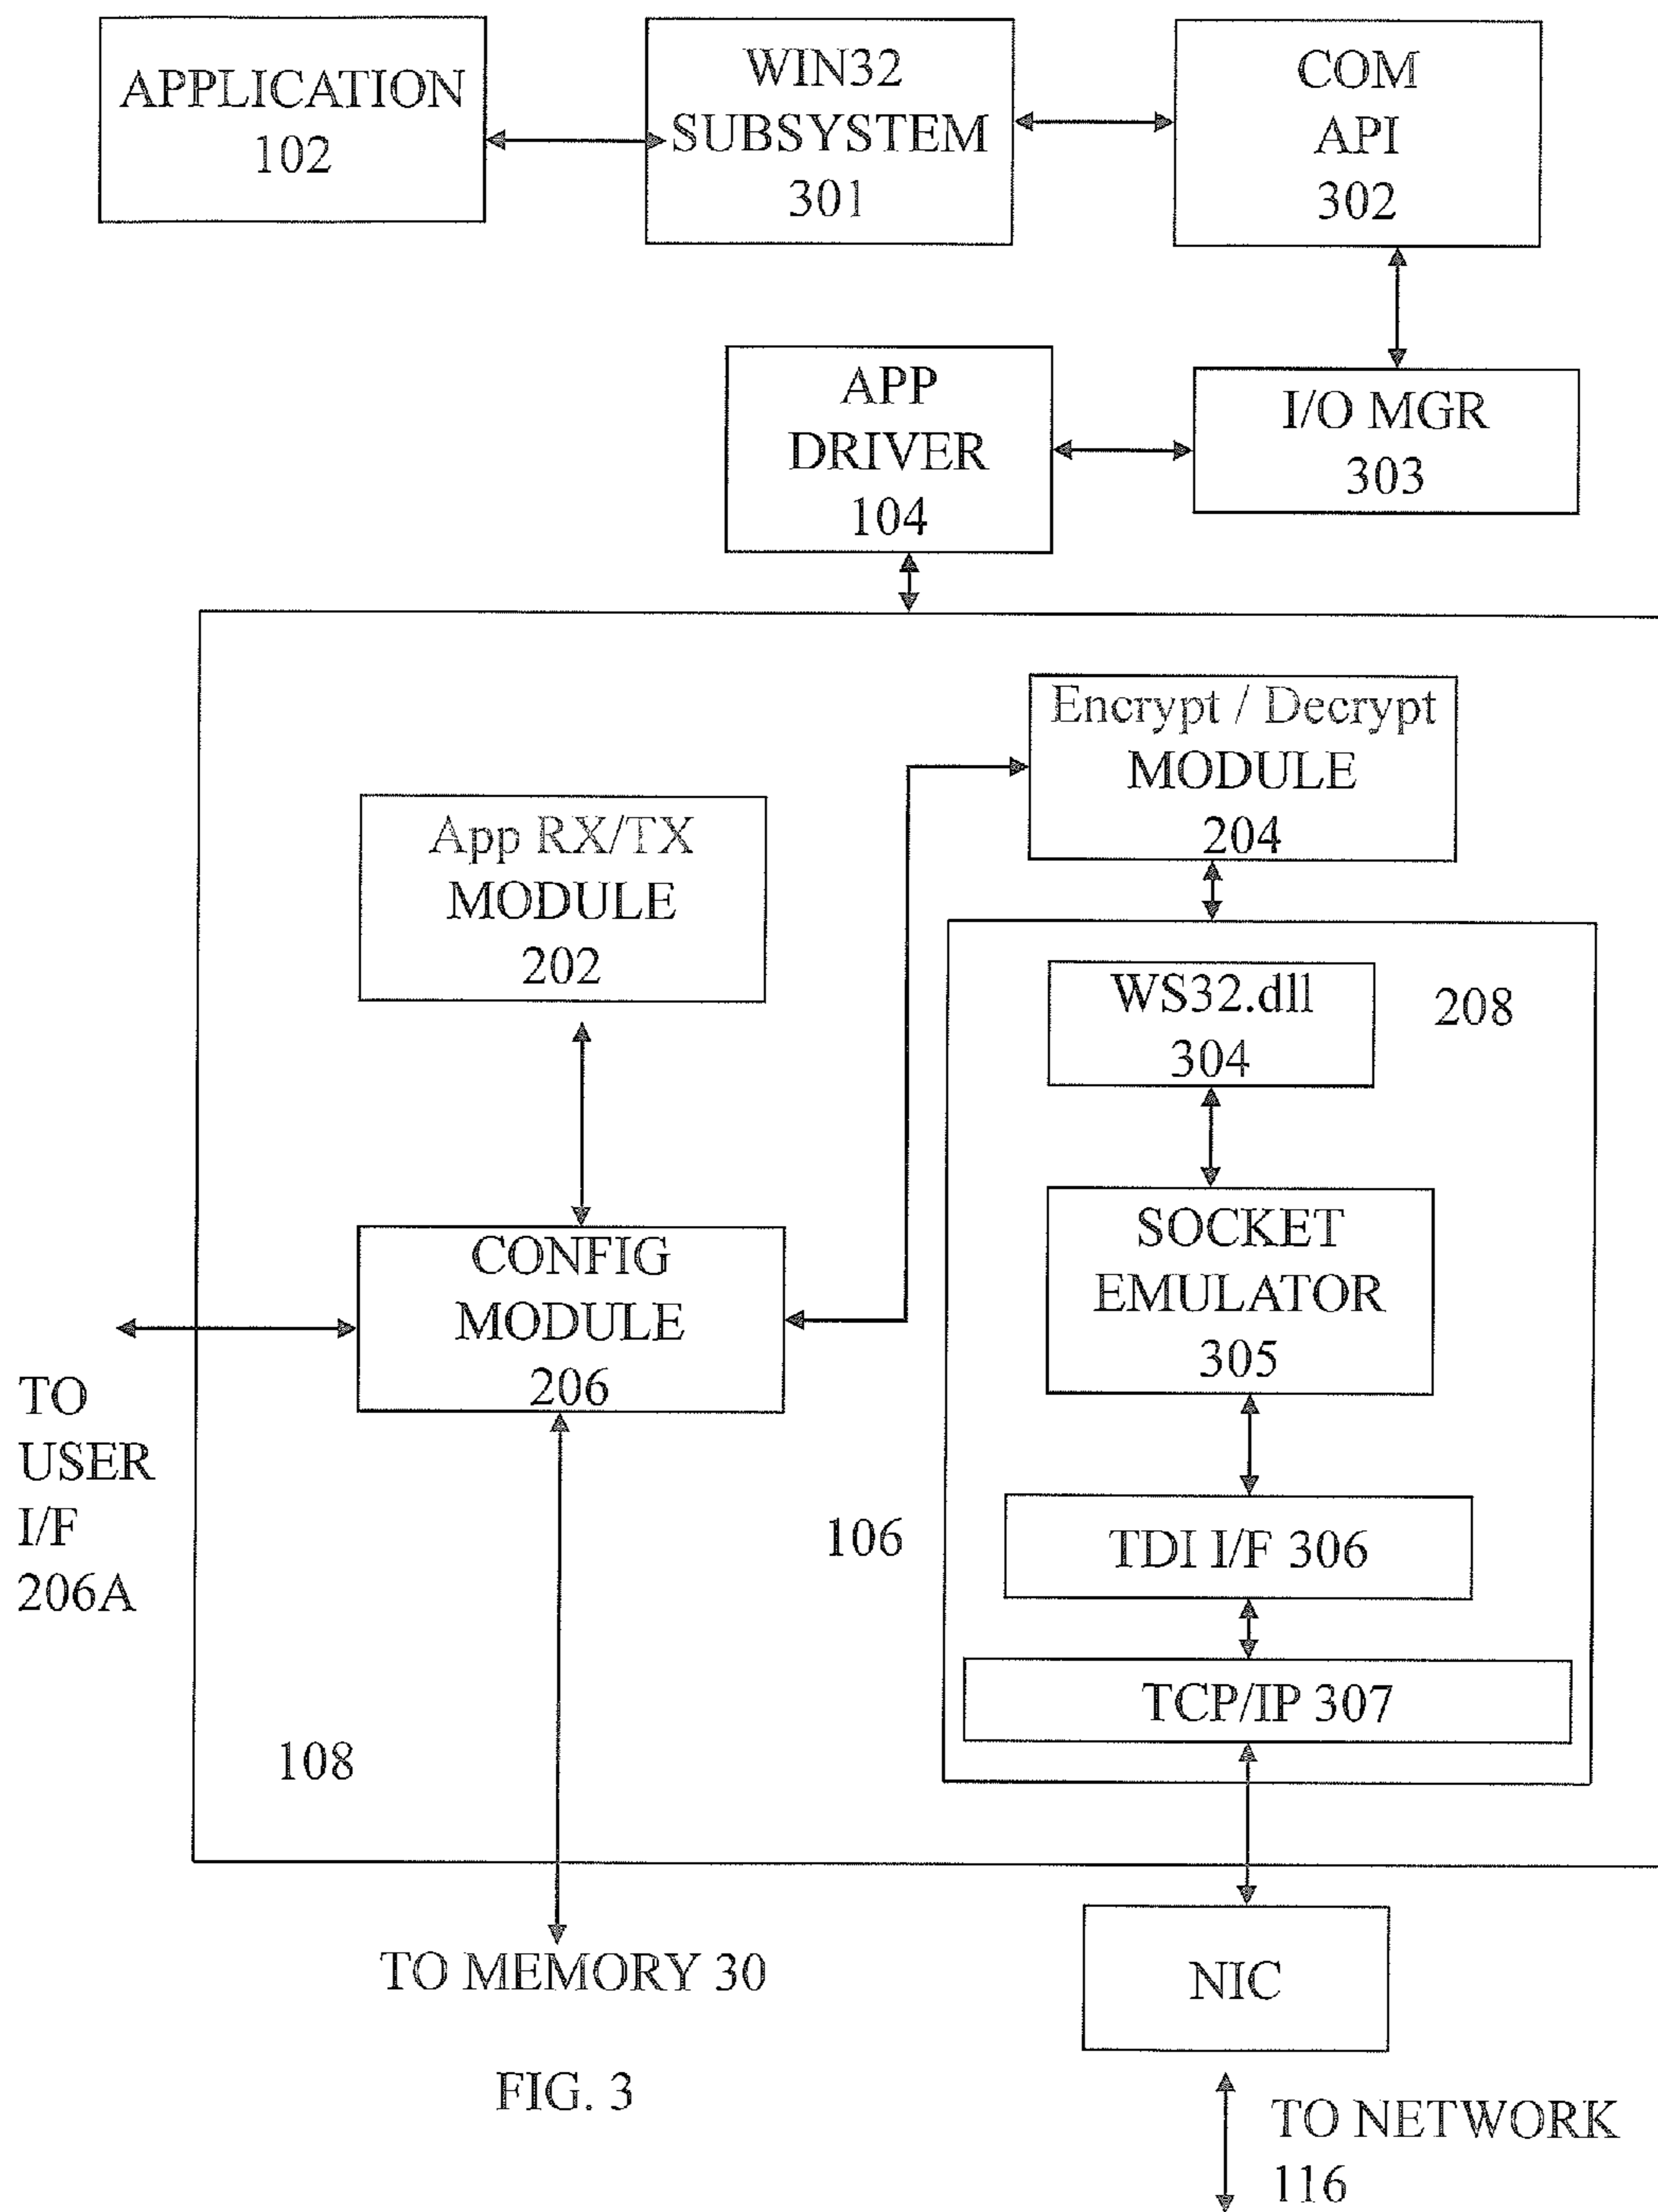 APPLICATION
102
WIN32
SUBSYSTEM
301
COM
API
302
APP
DRIVER
104
I/O MGR
303
Encrypt / Decrypt
MODULE
204
App RX/TX
MODULE
202
WS32.dll
304
208
SOCKET
EMULATOR
305
CONFIG
MODULE
206
TO
USER
I/F
206A
106
TDI I/F 306
TCP/IP 307
108
TO MEMORY 30
NIC
FIG. 3
TO NETWORK
116